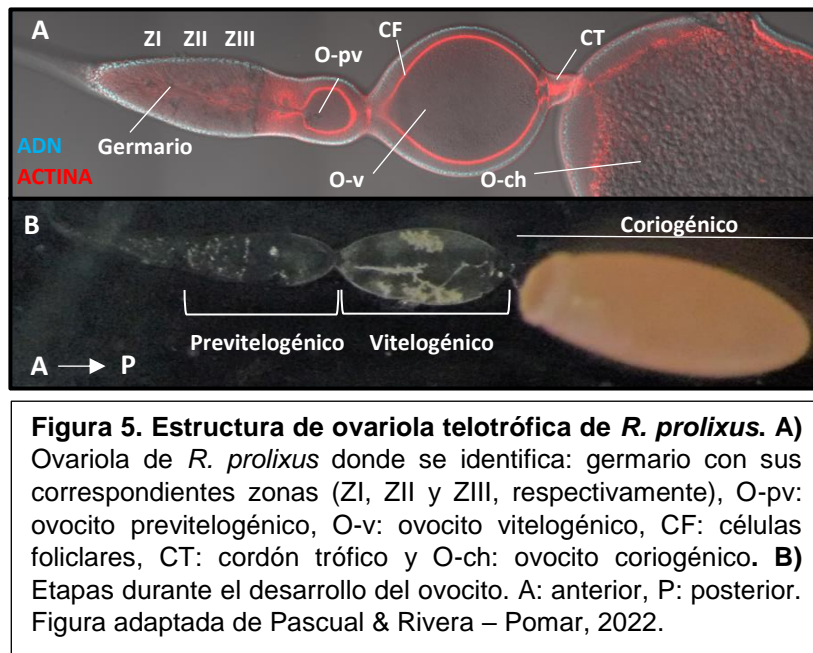 A
ZI ZII ZIII
O-pv
CF
CT
ADN
ACTINA
Germario
O-v
O-ch
B
Coriogénico
Previtelogénico
Vitelogénico
A → P
Figura 5. Estructura de ovariola telotrófica de R. prolixus. A)
Ovariola de R. prolixus donde se identifica: germario con sus
correspondientes zonas (ZI, ZII y ZIII, respectivamente), O-pv:
ovocito previtelogénico, O-v: ovocito vitelogénico, CF: células
foliclares, CT: cordón trófico y O-ch: ovocito coriogénico. B)
Etapas durante el desarrollo del ovocito. A: anterior, P: posterior.
Figura adaptada de Pascual & Rivera – Pomar, 2022.